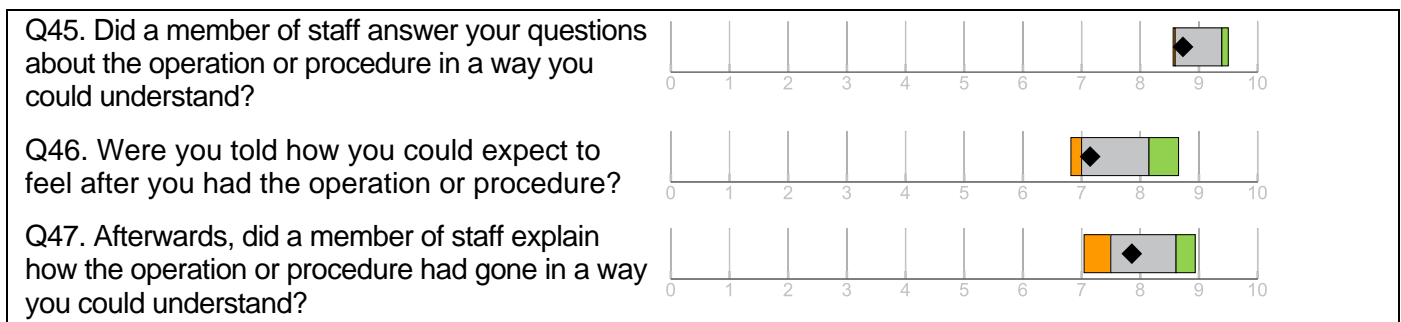 Q45. Did a member of staff answer your questions
about the operation or procedure in a way you
could understand?
0 1 2 3 4 5 6 7 8 9 10
Q46. Were you told how you could expect to
feel after you had the operation or procedure?
0 1 2 3 4 5 6 7 8 9 10
Q47. Afterwards, did a member of staff explain
how the operation or procedure had gone in a way
you could understand?
0 1 2 3 4 5 6 7 8 9 10